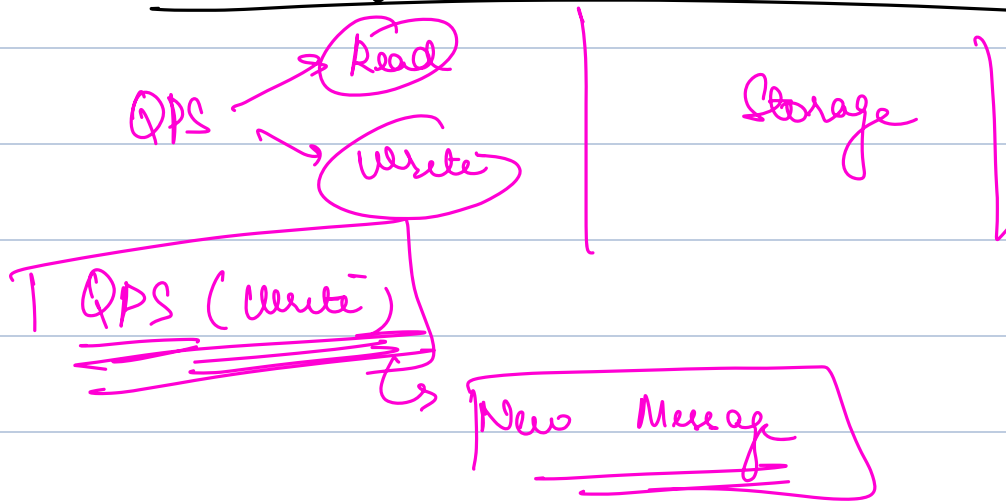 Read
QPS
Storage
Write
QPS (Write)
New Message